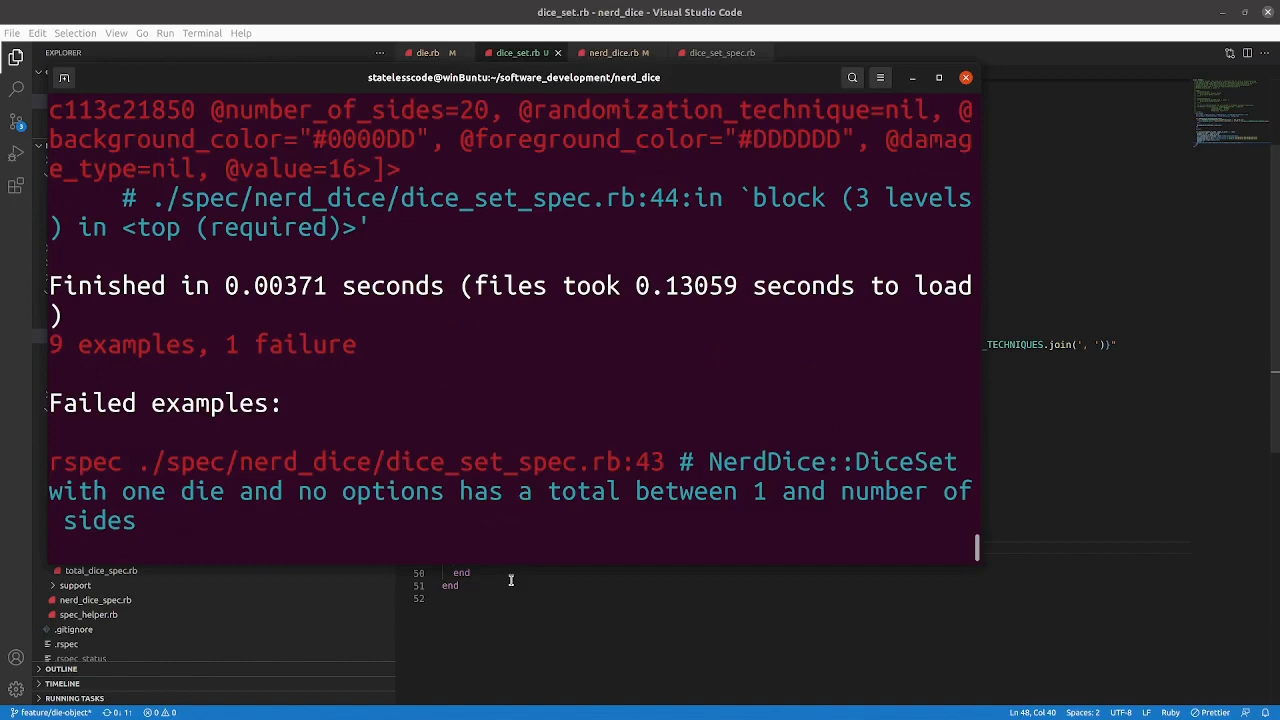 dice_set.rb - nerd_dice - Visual Studio Code
File Edit Selection View Go Run Terminal Help
EXPLORER
die.rb M
dice_set.rb U
nerd_dice.rb M
dice_set_spec.rb
statelesscode@winBuntu:~/software_development/nerd_dice
c113c21850 @number_of_sides=20, @randomization_technique=nil, @
background_color="#0000DD", @foreground_color="#DDDDDD", @damag
e_type=nil, @value=16>]>
# ./spec/nerd_dice/dice_set_spec.rb:44:in `block (3 levels
) in <top (required)>'
Finished in 0.00371 seconds (files took 0.13059 seconds to load
)
9 examples, 1 failure
_TECHNIQUES.join(', ')}"
Failed examples:
rspec ./spec/nerd_dice/dice_set_spec.rb:43 # NerdDice::DiceSet
with one die and no options has a total between 1 and number of
sides
total_dice_spec.rb
support
nerd_dice_spec.rb
spec_helper.rb
.gitignore
.rspec
.rspec_status
50 end
51 end
52
OUTLINE
TIMELINE
RUNNING TASKS
feature/die-object* 0↓ 1↑ 0 0 Ln 48, Col 40 Spaces: 2 UTF-8 LF Ruby Prettier